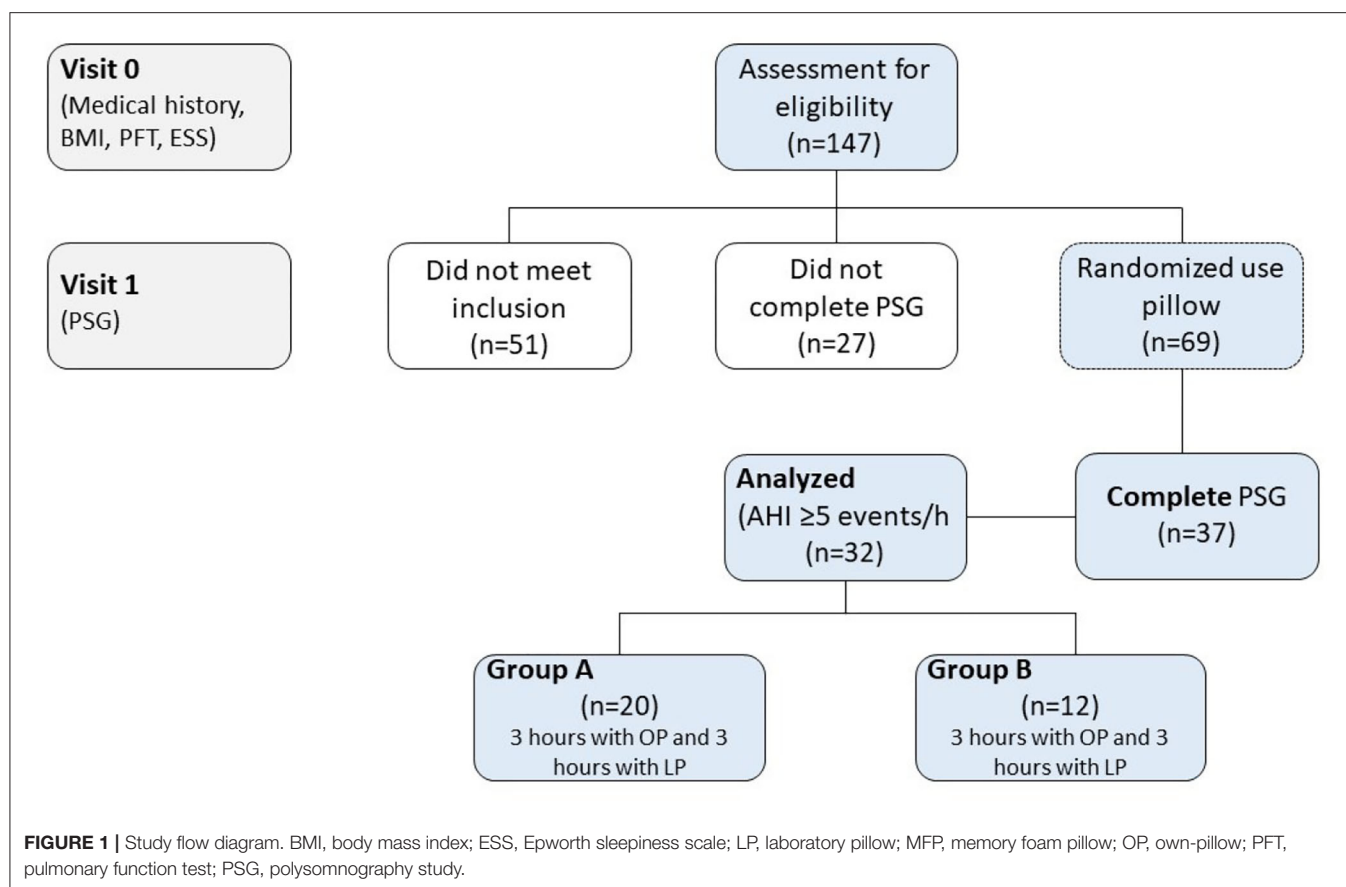 Visit 0
(Medical history,
BMI, PFT, ESS)
Assessment for
eligibility
(n=147)
Visit 1
(PSG)
Did not meet
inclusion
(n=51)
Did not
complete PSG
(n=27)
Randomized use
pillow
(n=69)
Analyzed
(AHI ≥5 events/h
(n=32)
Complete PSG
(n=37)
Group A
(n=20)
3 hours with OP and 3
hours with LP
Group B
(n=12)
3 hours with OP and 3
hours with LP
FIGURE 1 | Study flow diagram. BMI, body mass index; ESS, Epworth sleepiness scale; LP, laboratory pillow; MFP, memory foam pillow; OP, own-pillow; PFT,
pulmonary function test; PSG, polysomnography study.